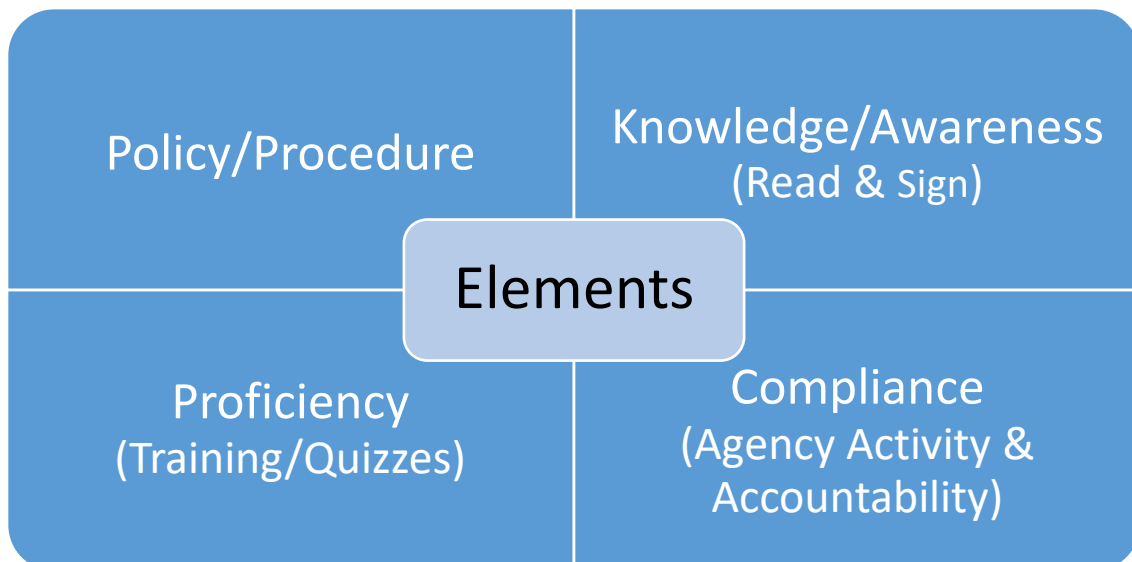 Policy/Procedure
Knowledge/Awareness
(Read & Sign)
Elements
Proficiency
(Training/Quizzes)
Compliance
(Agency Activity &
Accountability)